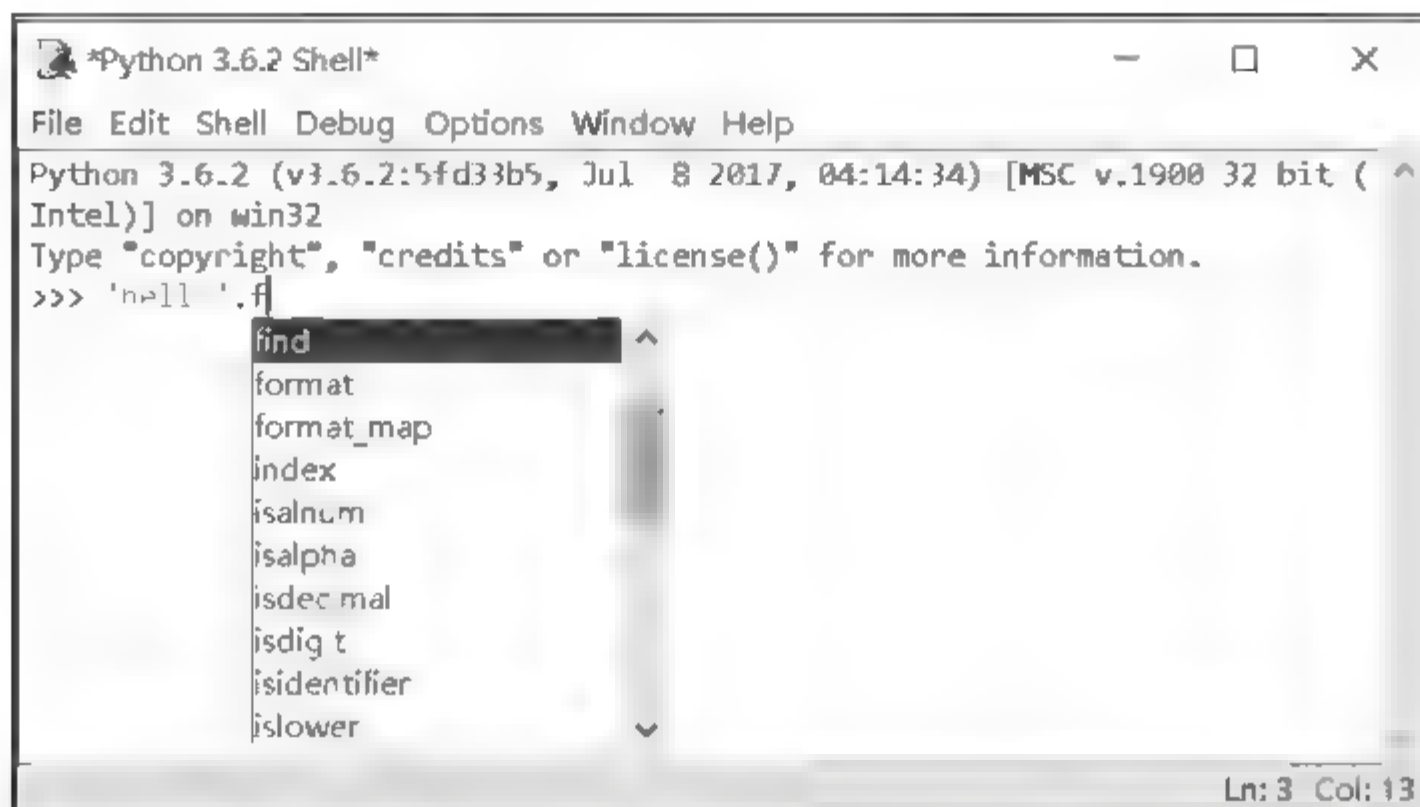 *Python 3.6.2 Shell*
File Edit Shell Debug Options Window Help
Python 3.6.2 (v3.6.2:5fd33b5, Jul  8 2017, 04:14:34) [MSC v.1900 32 bit (
Intel)] on win32
Type "copyright", "credits" or "license()" for more information.
>>> 'hello'.f
find
format
format_map
index
isalnum
isalpha
isdecimal
isdigit
isidentifier
islower
Ln: 3 Col: 13